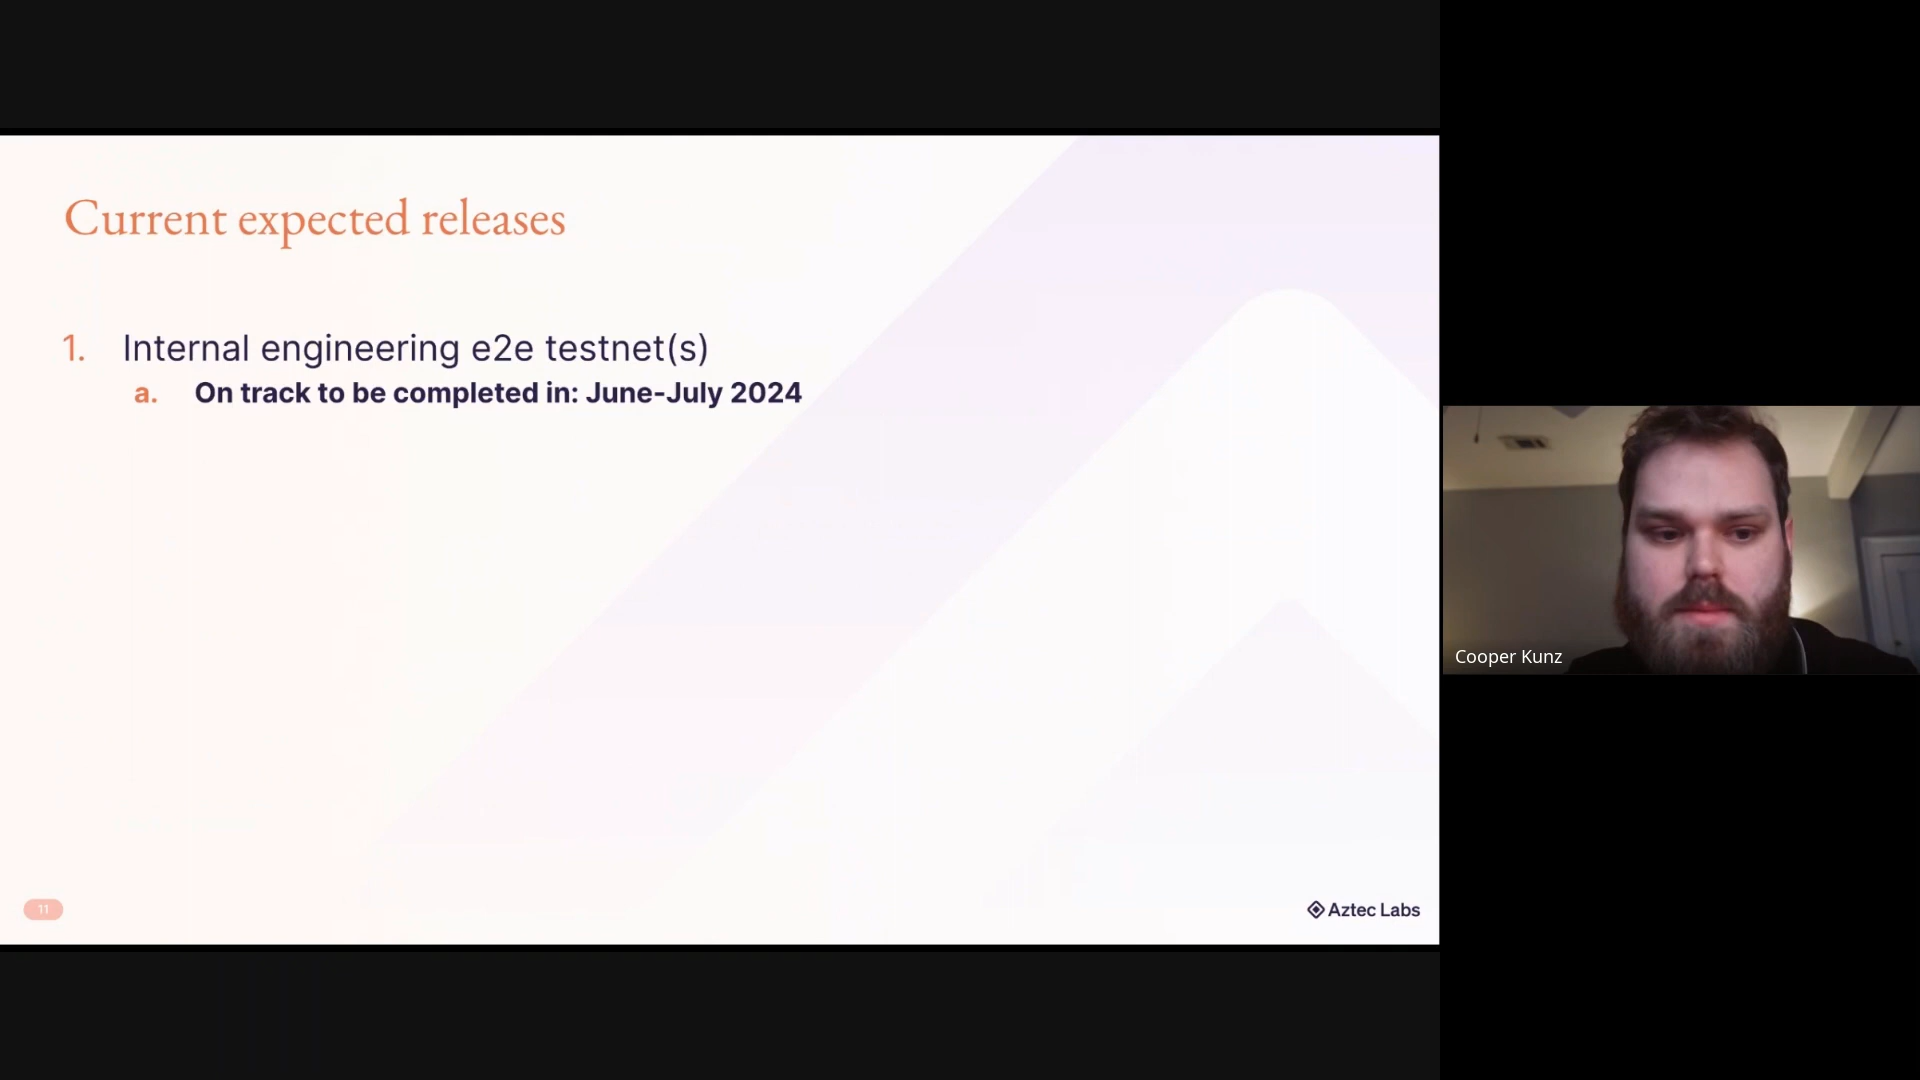 Current expected releases
1. Internal engineering e2e testnet(s)
a. On track to be completed in: June-July 2024
11
Aztec Labs
Cooper Kunz